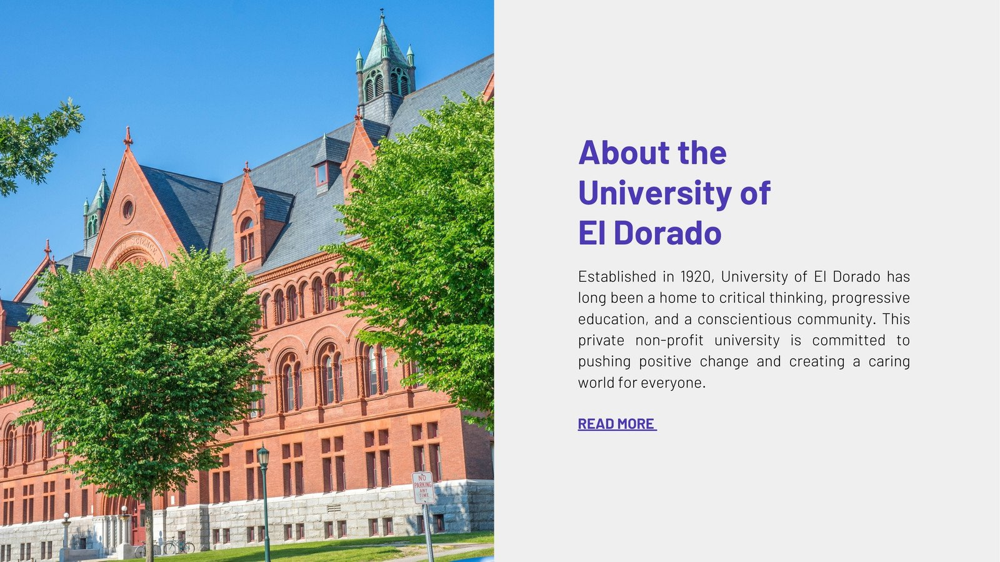 SCIENCE
NO
PARKING
ANY
TIME
About the
University of
El Dorado
Established in 1920, University of El Dorado has
long been a home to critical thinking, progressive
education, and a conscientious community. This
private non-profit university is committed to
pushing positive change and creating a caring
world for everyone.
READ MORE